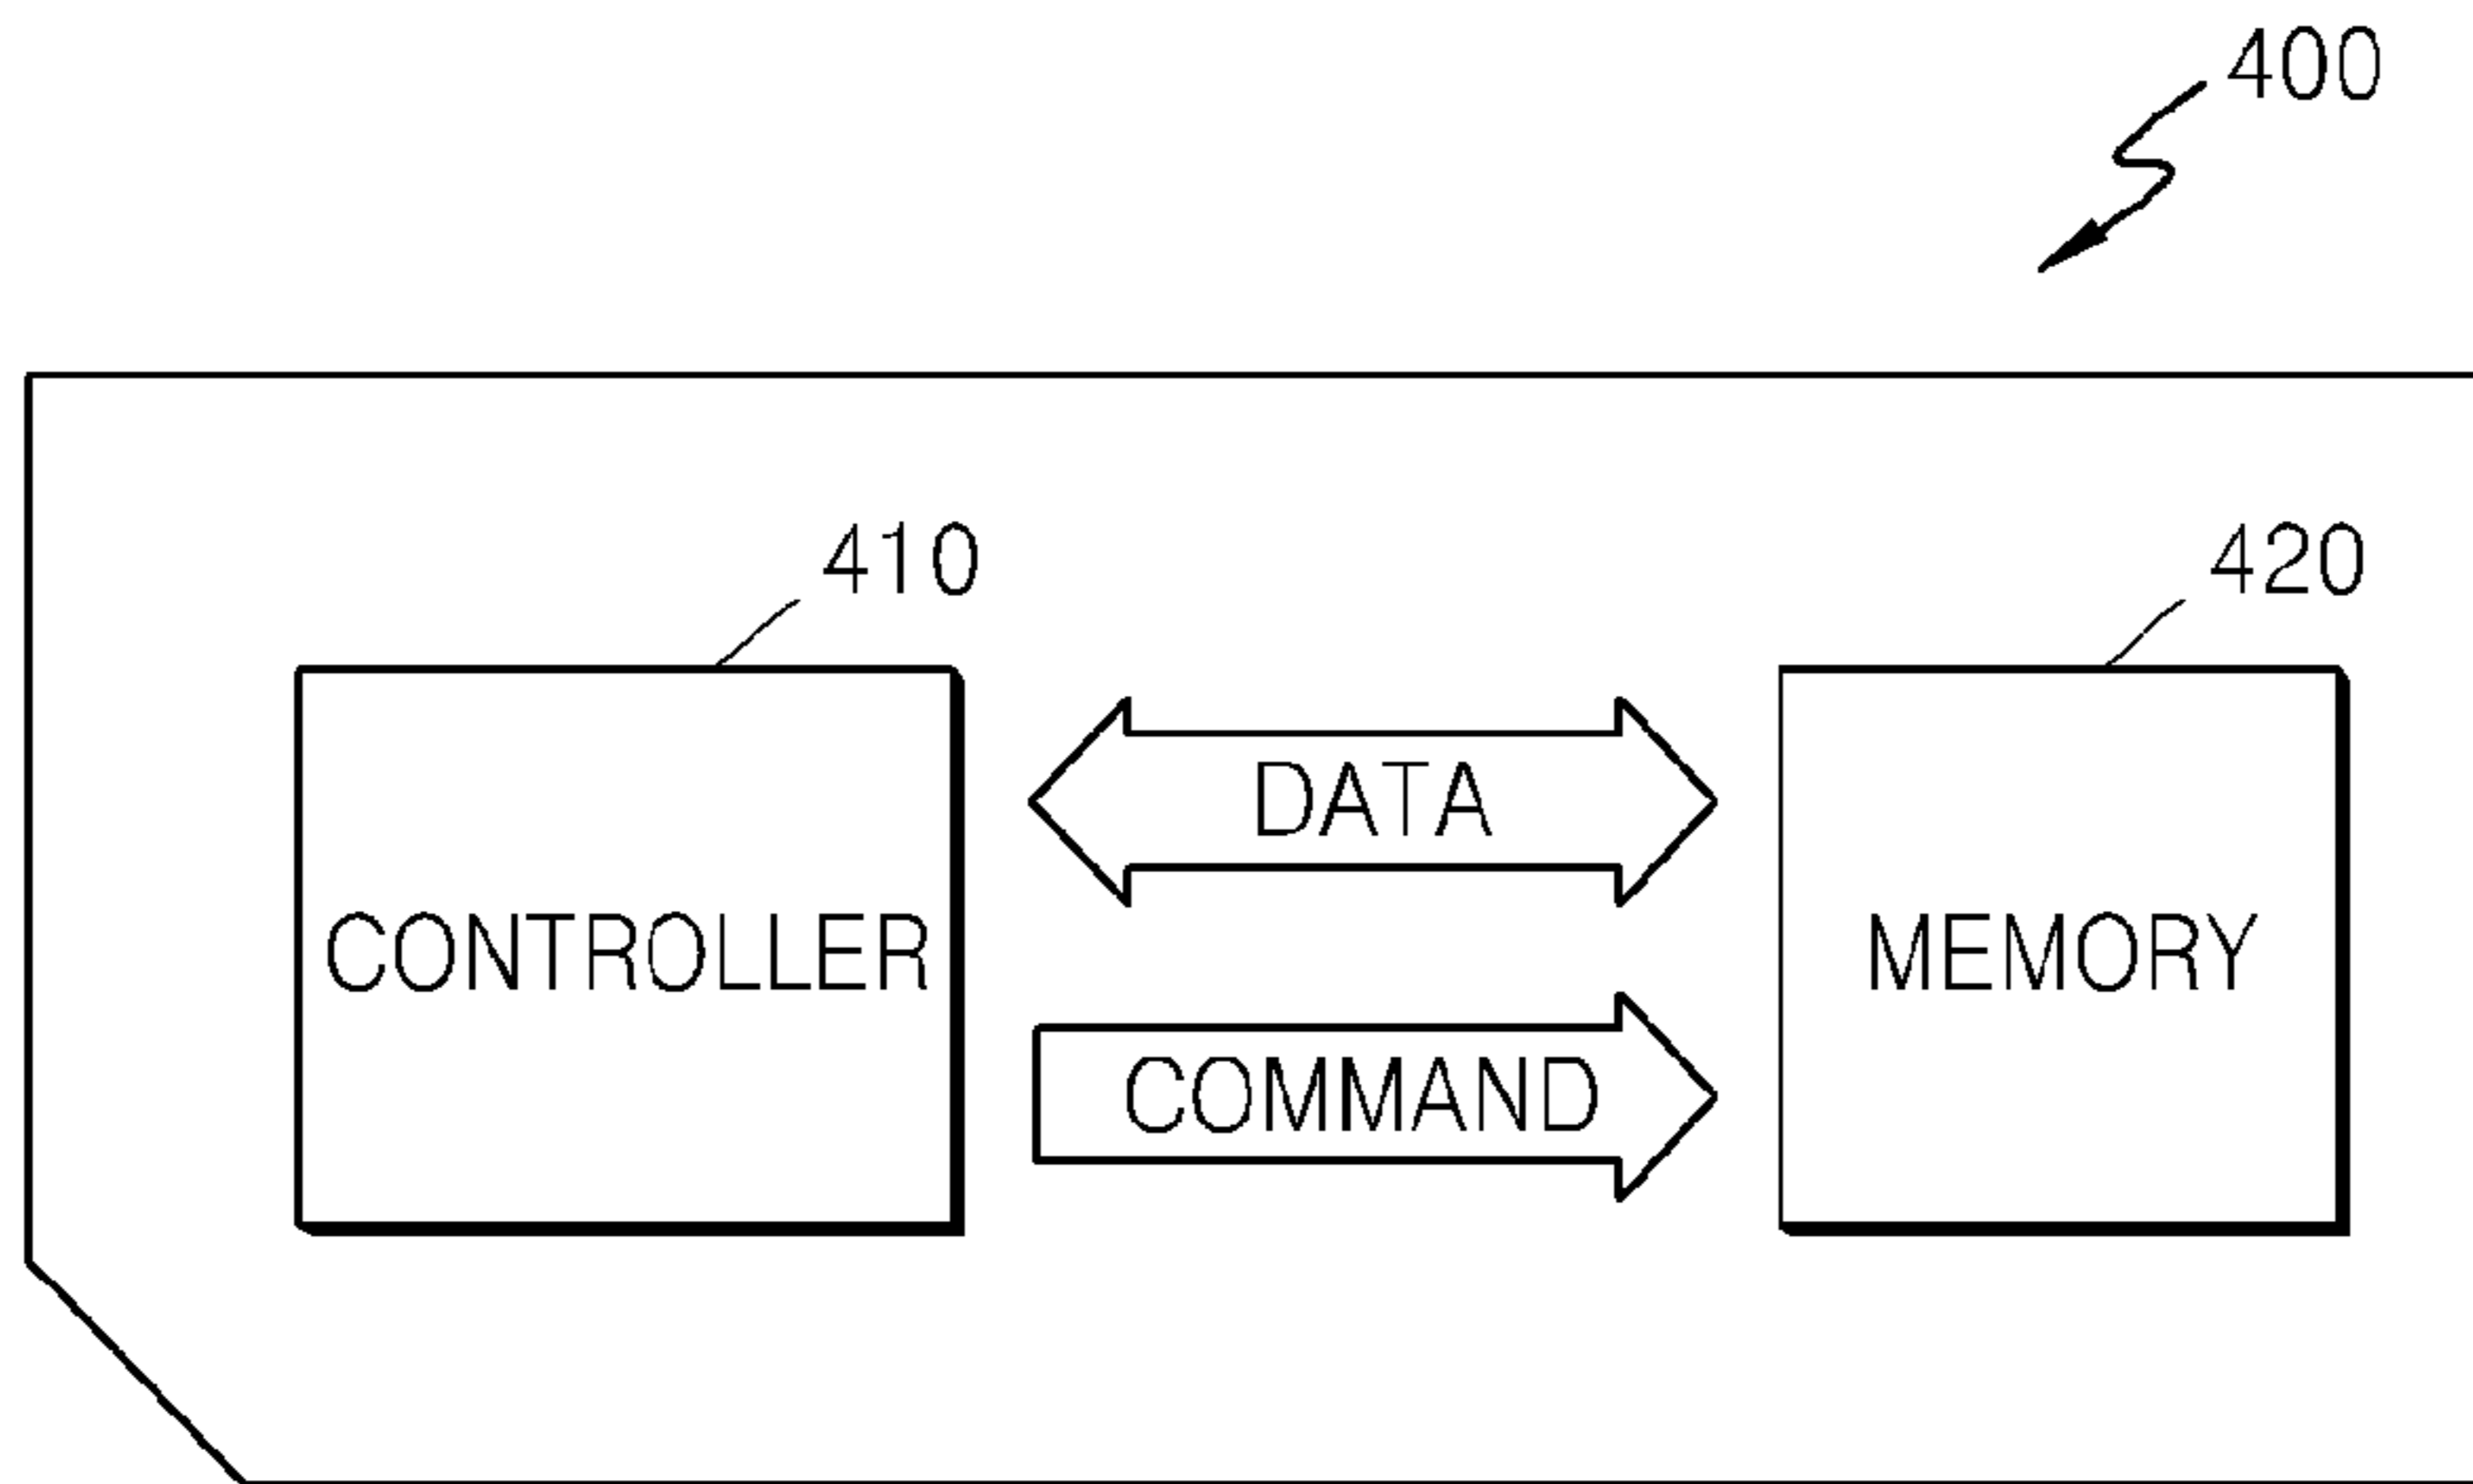 400
410
420
DATA
CONTROLLER
MEMORY
COMMAND